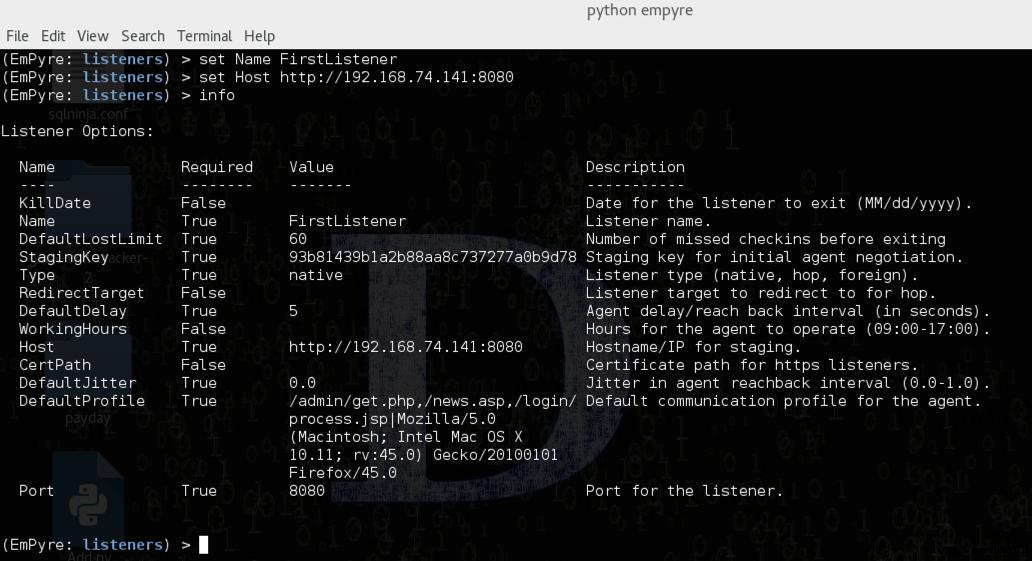 python empyre
File Edit View Search Terminal Help
(EmPyre: listeners) > set Name FirstListener
(EmPyre: listeners) > set Host http://192.168.74.141:8080
(EmPyre: listeners) > info
sqlninja.conf
Listener Options:
Name Required Value Description
---- -------- ------- -----------
KillDate False Date for the listener to exit (MM/dd/yyyy).
Name True FirstListener Listener name.
DefaultLostLimit True 60 Number of missed checkins before exiting
StagingKey True 93b81439b1a2b88aa8c737277a0b9d78 Staging key for initial agent negotiation.
Type True native Listener type (native, hop, foreign).
RedirectTarget False Listener target to redirect to for hop.
DefaultDelay True 5 Agent delay/reach back interval (in seconds).
WorkingHours False Hours for the agent to operate (09:00-17:00).
Host True http://192.168.74.141:8080 Hostname/IP for staging.
CertPath False Certificate path for https listeners.
DefaultJitter True 0.0 Jitter in agent reachback interval (0.0-1.0).
DefaultProfile True /admin/get.php,/news.asp,/login/ Default communication profile for the agent.
payday
process.jsp|Mozilla/5.0
(Macintosh; Intel Mac OS X
10.11; rv:45.0) Gecko/20100101
Firefox/45.0
Port True 8080 Port for the listener.
(EmPyre: listeners) >
Add.py